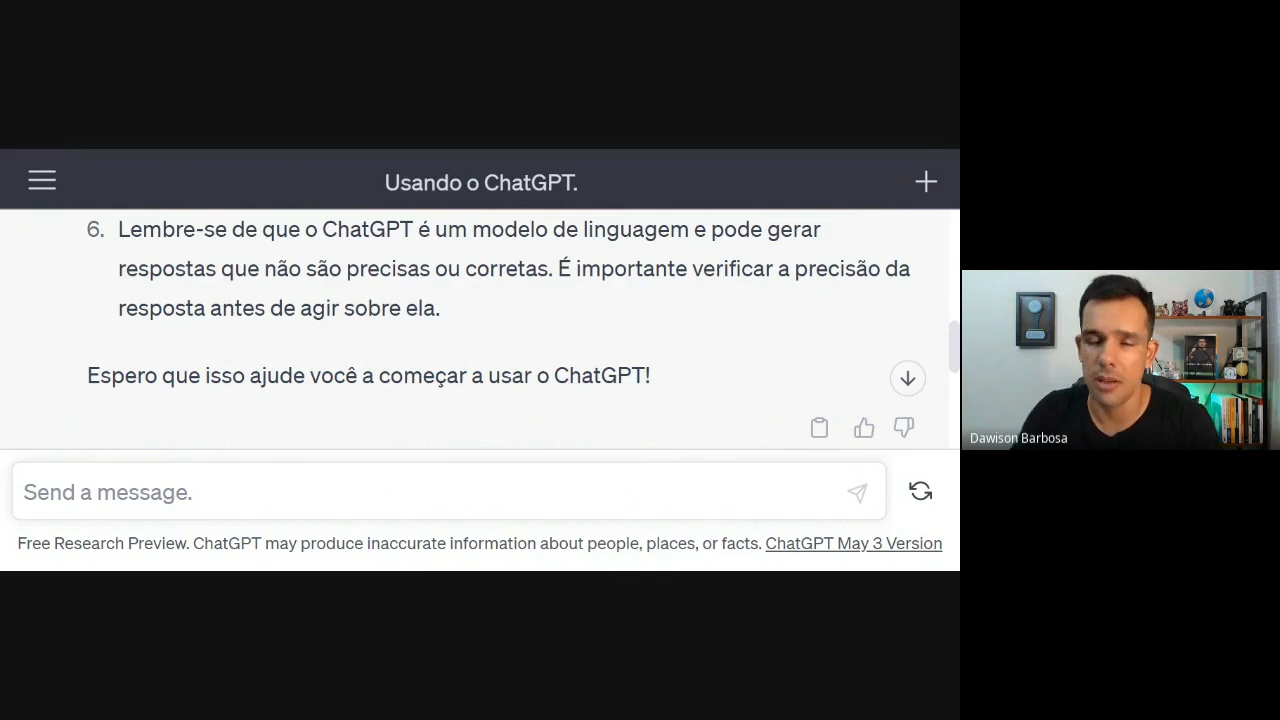 Usando o ChatGPT.
6. Lembre-se de que o ChatGPT é um modelo de linguagem e pode gerar
respostas que não são precisas ou corretas. É importante verificar a precisão da
resposta antes de agir sobre ela.
Espero que isso ajude você a começar a usar o ChatGPT!
Send a message.
Free Research Preview. ChatGPT may produce inaccurate information about people, places, or facts. ChatGPT May 3 Version
Dawison Barbosa